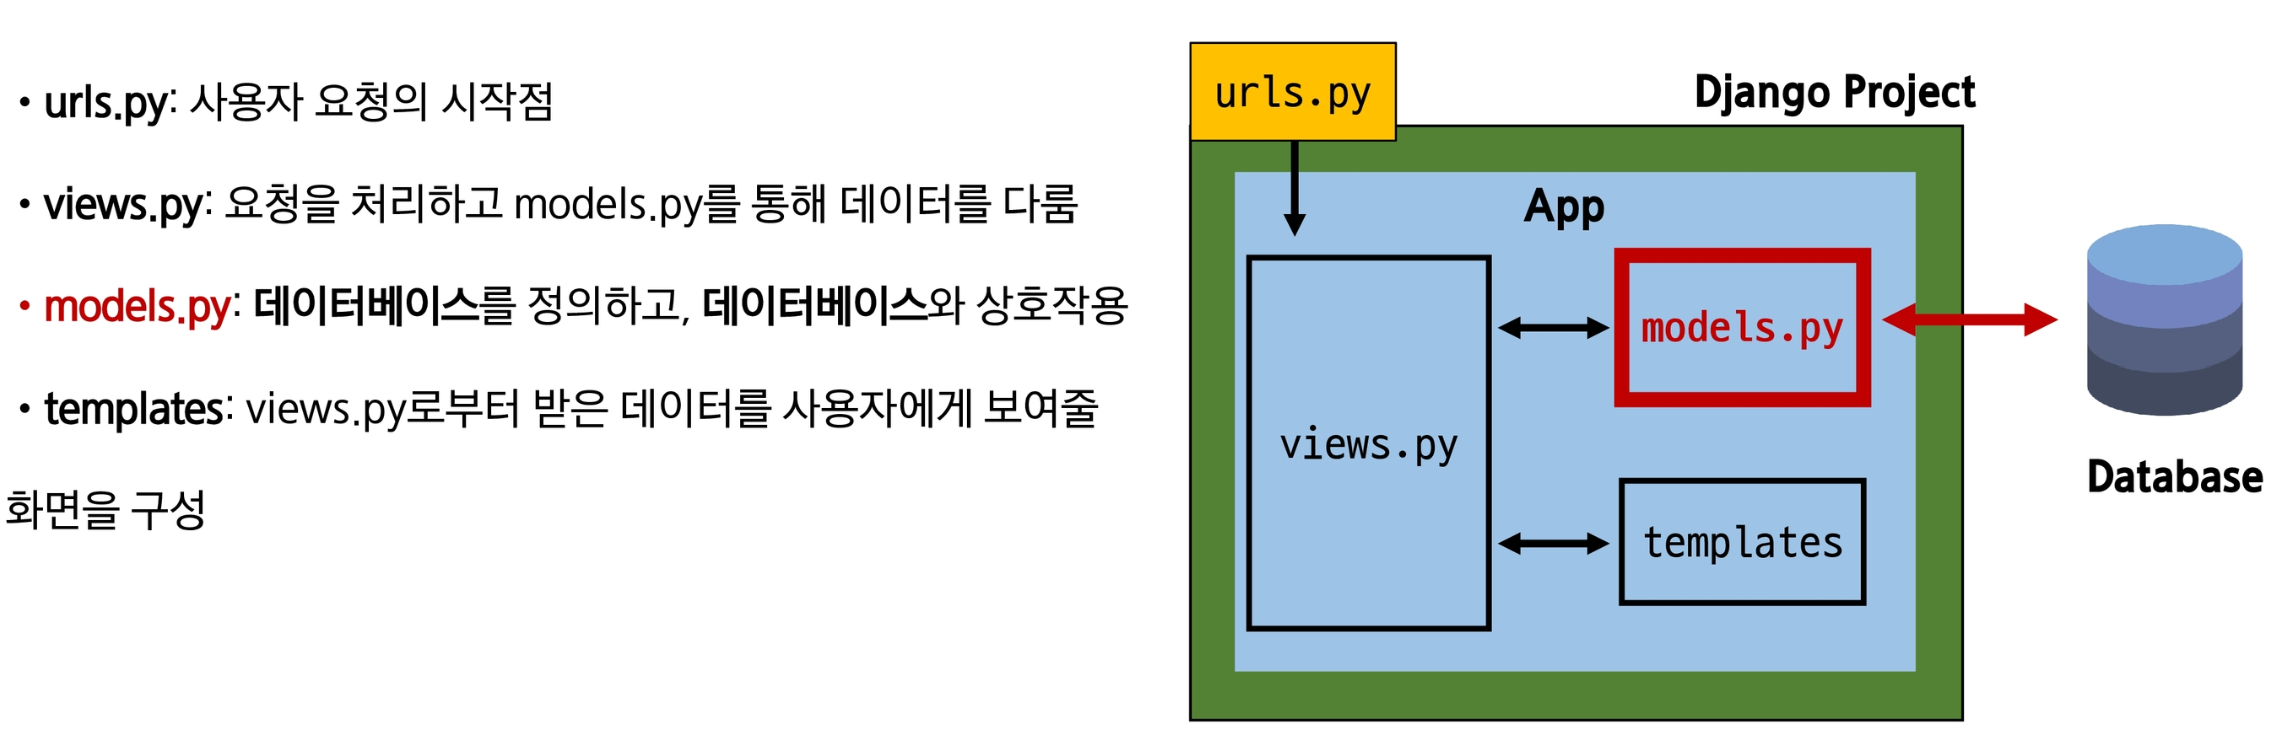 • urls.py: 사용자 요청의 시작점
• views.py: 요청을 처리하고 models.py를 통해 데이터를 다룸
• models.py: 데이터베이스를 정의하고, 데이터베이스와 상호작용
• templates: views.py로부터 받은 데이터를 사용자에게 보여줄
화면을 구성
urls.py
Django Project
App
models.py
views.py
templates
Database